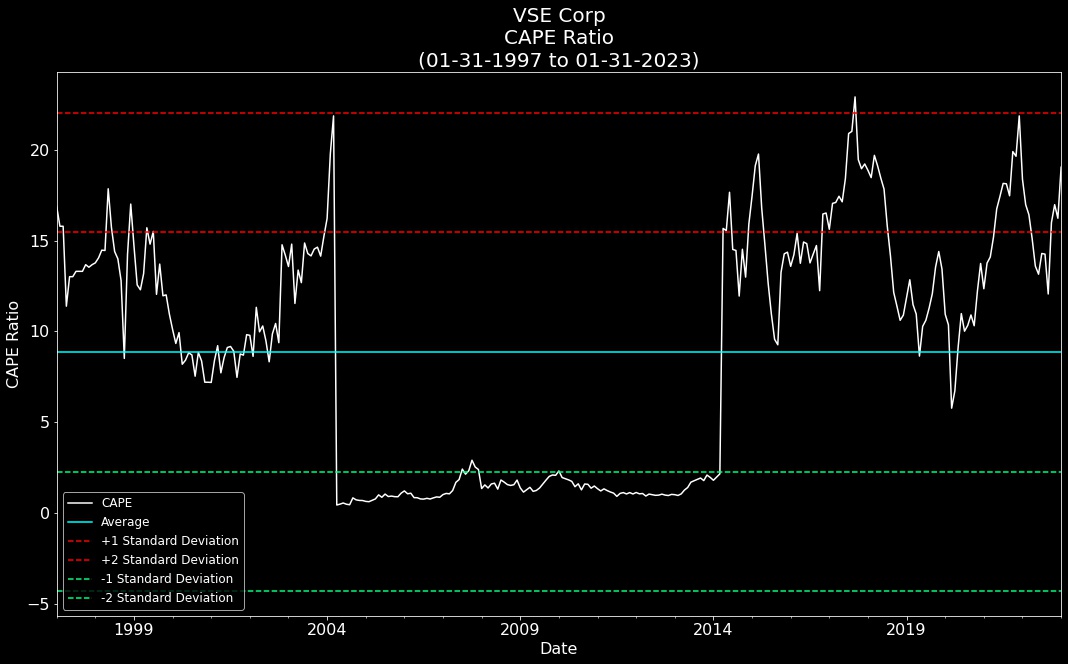 VSE Corp
CAPE Ratio
(01-31-1997 to 01-31-2023)
CAPE Ratio
20
15
10
5
0
−5
CAPE
Average
+1 Standard Deviation
+2 Standard Deviation
-1 Standard Deviation
-2 Standard Deviation
1999 2004 2009 2014 2019
Date